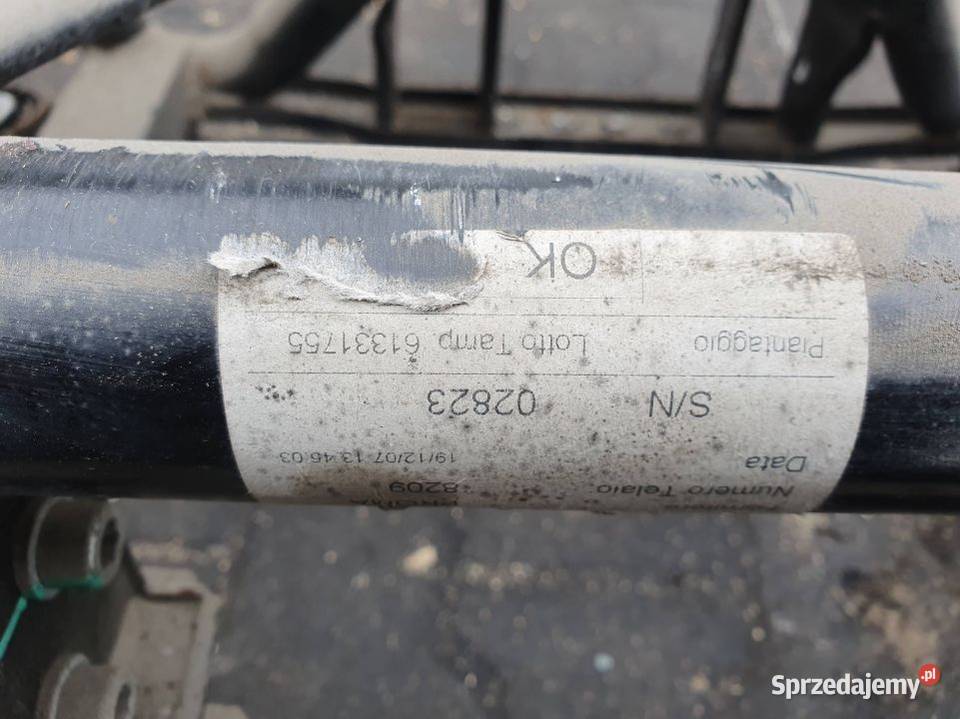 Numero Telaio 8209
Data 19/12/07 13.46.03
S/N 02823
Piantaggio Lotto Tamp 61331755
OK
Sprzedajemy.pl